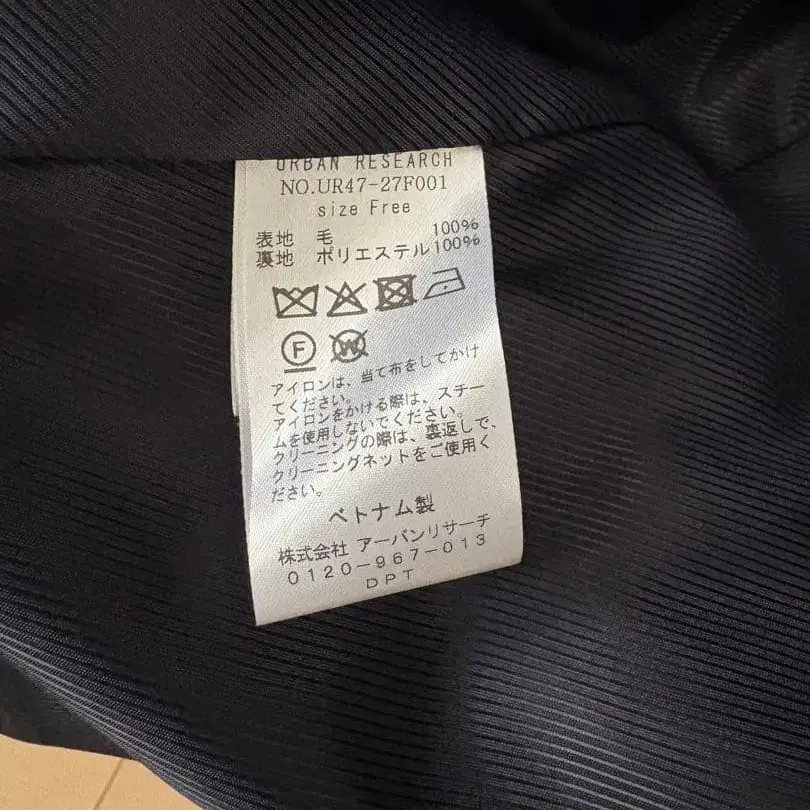 URBAN RESEARCH
NO.UR47-27F001
size Free
表地 毛 100%
裏地 ポリエステル 100%
F W
アイロンは、当て布をしてかけ
てください。
アイロンをかける際は、スチー
ムを使用しないでください。
クリーニングの際は、裏返しで、
クリーニングネットをご使用く
ださい。
ベトナム製
株式会社 アーバンリサーチ
0120-967-013
DPT